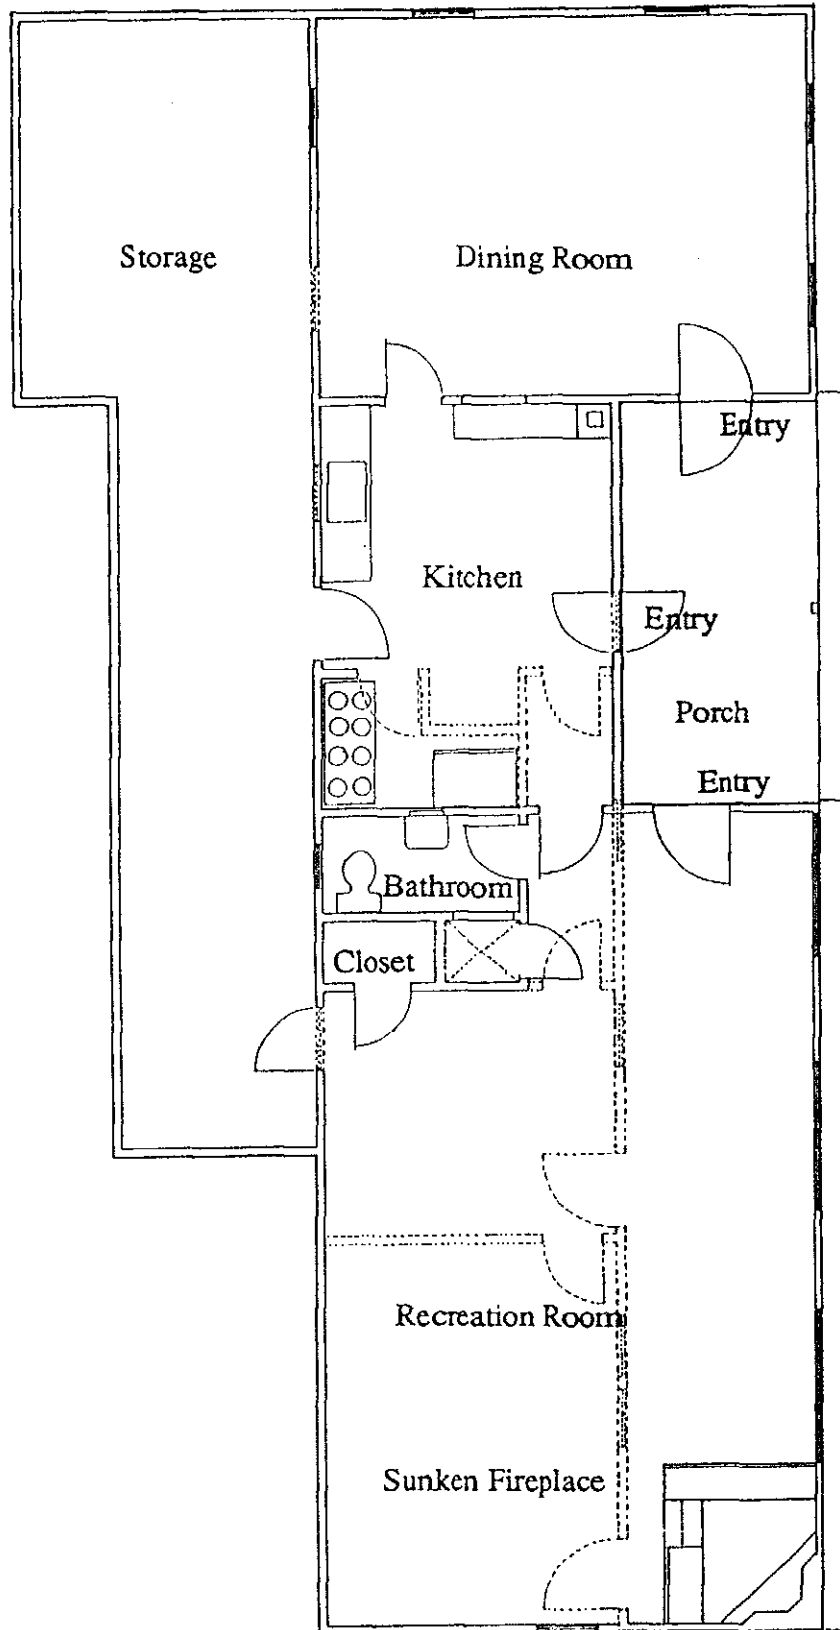 Storage
Dining Room
Entry
Kitchen
Entry
Porch
Entry
Bathroom
Closet
Recreation Room
Sunken Fireplace